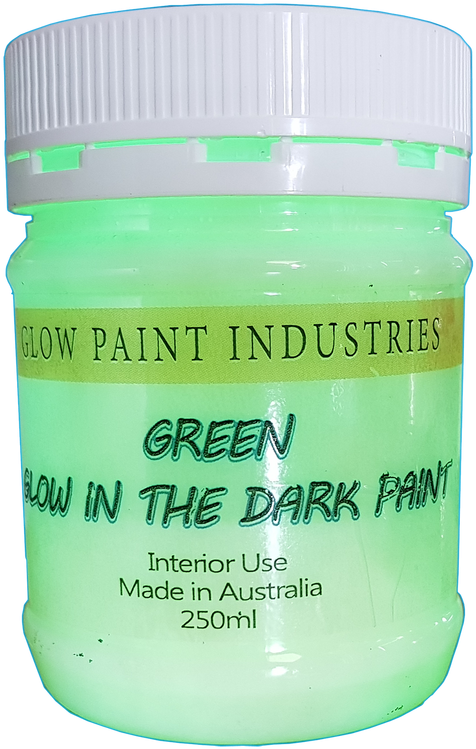 GLOW PAINT INDUSTRIES
GREEN
GLOW IN THE DARK PAINT
Interior Use
Made in Australia
250ml